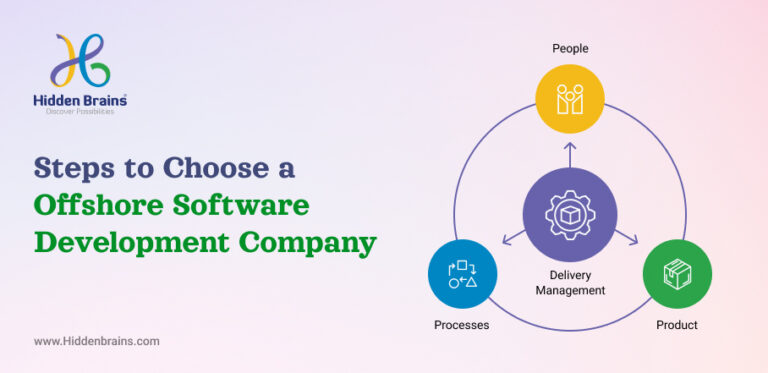 Hidden Brains
Discover Possibilities
Steps to Choose a
Offshore Software
Development Company
www.Hiddenbrains.com
People
Delivery
Management
Processes
Product